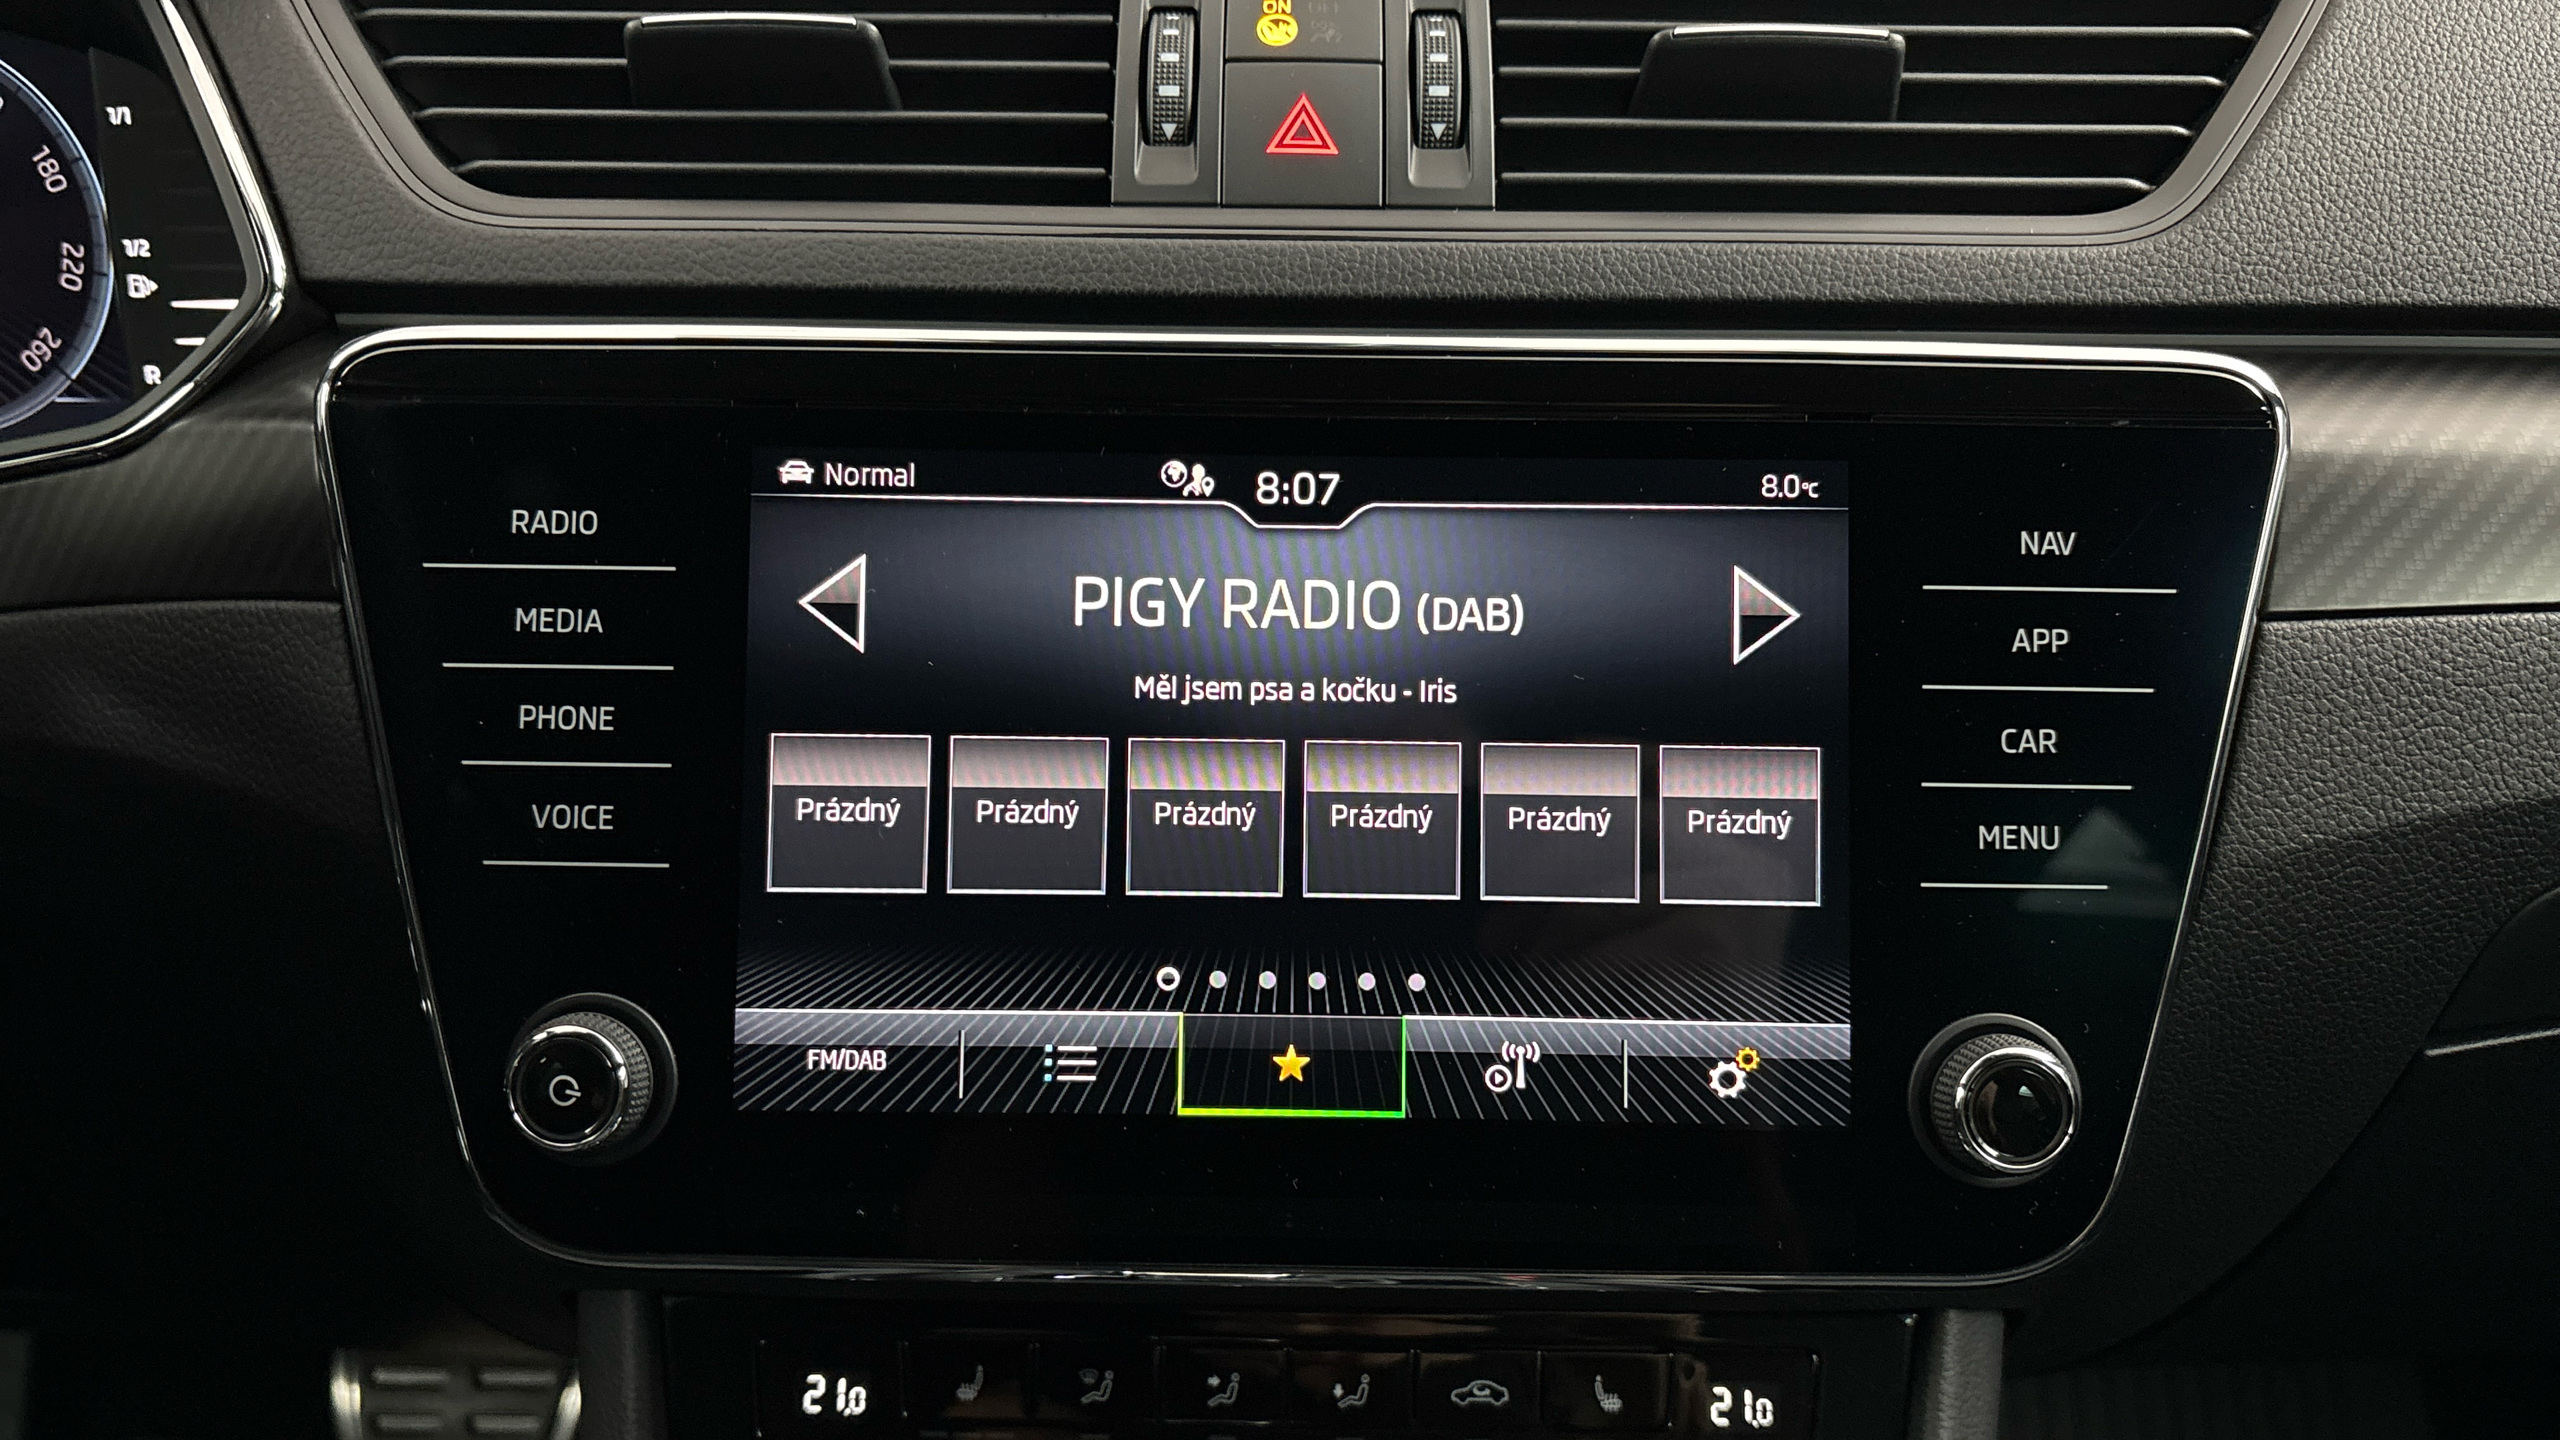 ON
OFF
1/1
180
1/2
220
260
R
Normal
8:07
8.0°C
RADIO
MEDIA
PHONE
VOICE
NAV
APP
CAR
MENU
PIGY RADIO (DAB)
Měl jsem psa a kočku - Iris
Prázdný
Prázdný
Prázdný
Prázdný
Prázdný
Prázdný
FM/DAB
21,0
21,0